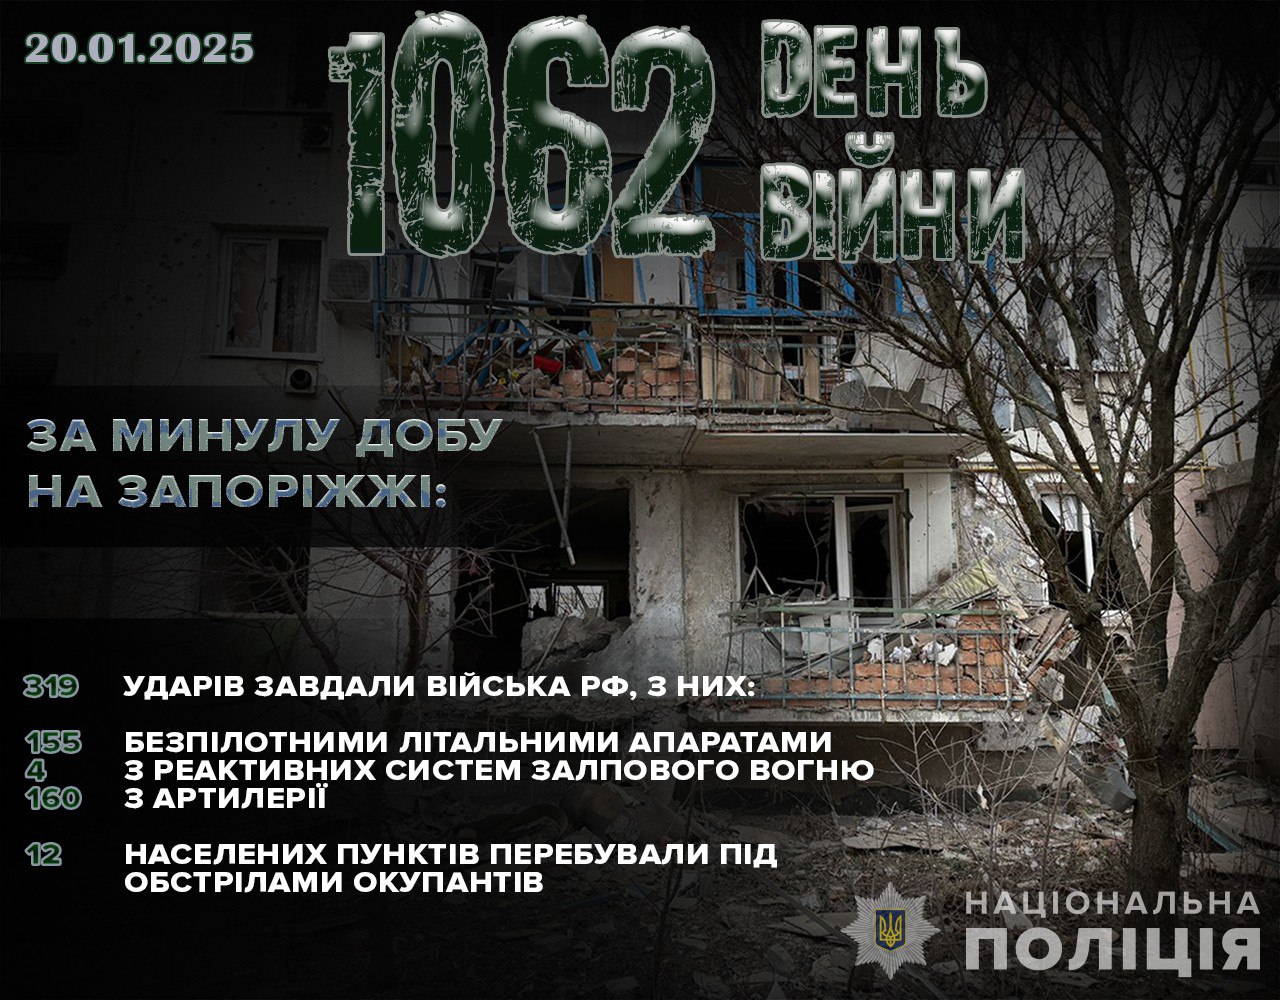 20.01.2025
1062
ДЕНЬ
ВІЙНИ
ЗА МИНУЛУ ДОБУ
НА ЗАПОРІЖЖІ:
319 УДАРІВ ЗАВДАЛИ ВІЙСЬКА РФ, З НИХ:
155 БЕЗПІЛОТНИМИ ЛІТАЛЬНИМИ АПАРАТАМИ
4 З РЕАКТИВНИХ СИСТЕМ ЗАЛПОВОГО ВОГНЮ
160 З АРТИЛЕРІЇ
12 НАСЕЛЕНИХ ПУНКТІВ ПЕРЕБУВАЛИ ПІД
ОБСТРІЛАМИ ОКУПАНТІВ
НАЦІОНАЛЬНА
ПОЛІЦІЯ